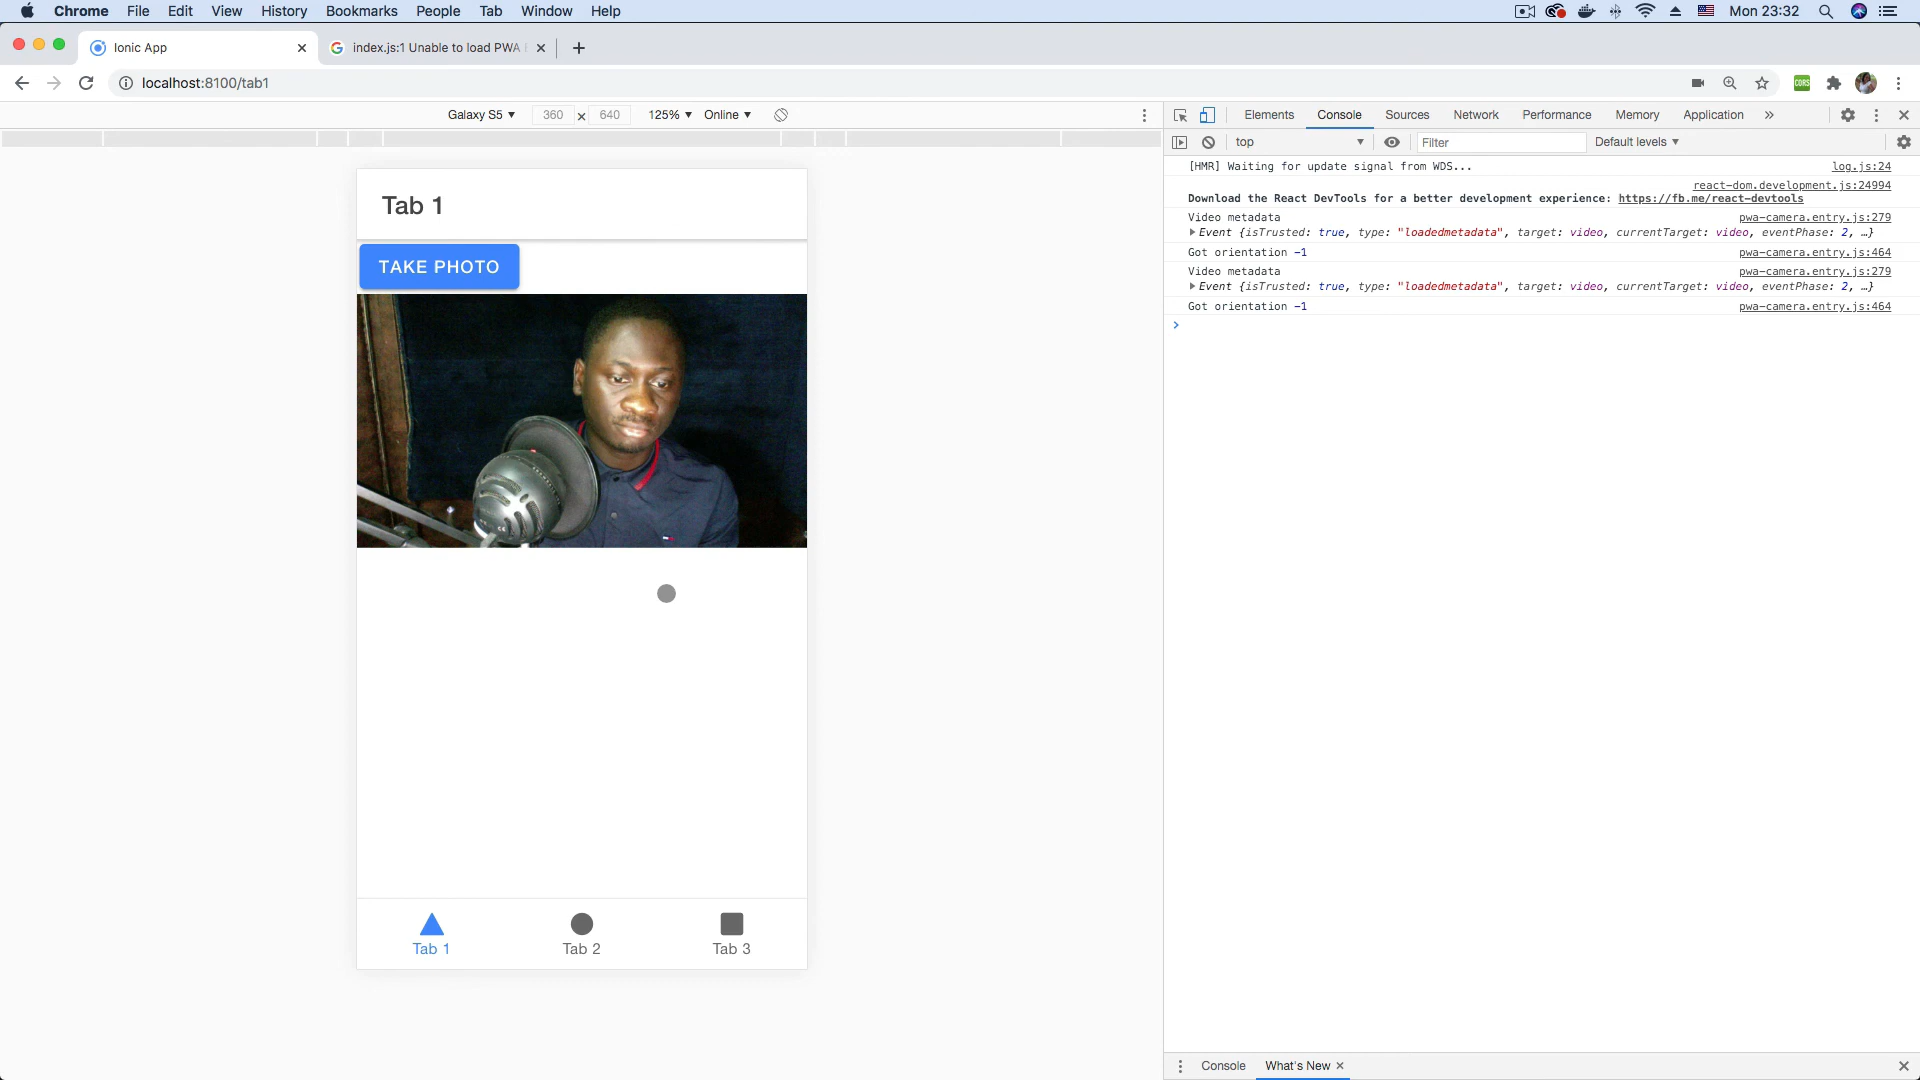 Chrome File Edit View History Bookmarks People Tab Window Help Mon 23:32
Ionic App index.js:1 Unable to load PWA
localhost:8100/tab1 CORS
Galaxy S5 360 x 640 125% Online
Elements Console Sources Network Performance Memory Application
top Filter Default levels
[HMR] Waiting for update signal from WDS... log.js:24
react-dom.development.js:24994
Download the React DevTools for a better development experience: https://fb.me/react-devtools
Video metadata pwa-camera.entry.js:279
Event {isTrusted: true, type: "loadedmetadata", target: video, currentTarget: video, eventPhase: 2, …}
Got orientation -1 pwa-camera.entry.js:464
Video metadata pwa-camera.entry.js:279
Event {isTrusted: true, type: "loadedmetadata", target: video, currentTarget: video, eventPhase: 2, …}
Got orientation -1 pwa-camera.entry.js:464
Tab 1
TAKE PHOTO
Tab 1 Tab 2 Tab 3
Console What's New